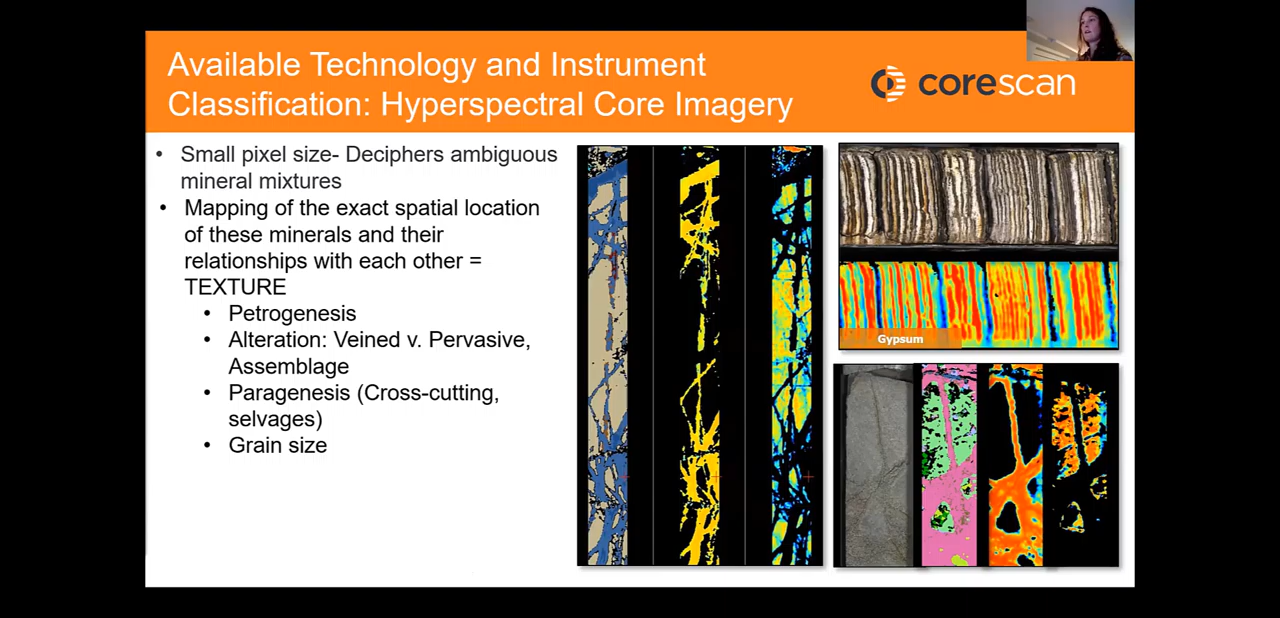 Available Technology and Instrument
Classification: Hyperspectral Core Imagery
corescan
• Small pixel size- Deciphers ambiguous
mineral mixtures
• Mapping of the exact spatial location
of these minerals and their
relationships with each other =
TEXTURE
• Petrogenesis
• Alteration: Veined v. Pervasive,
Assemblage
• Paragenesis (Cross-cutting,
selvages)
• Grain size
Gypsum